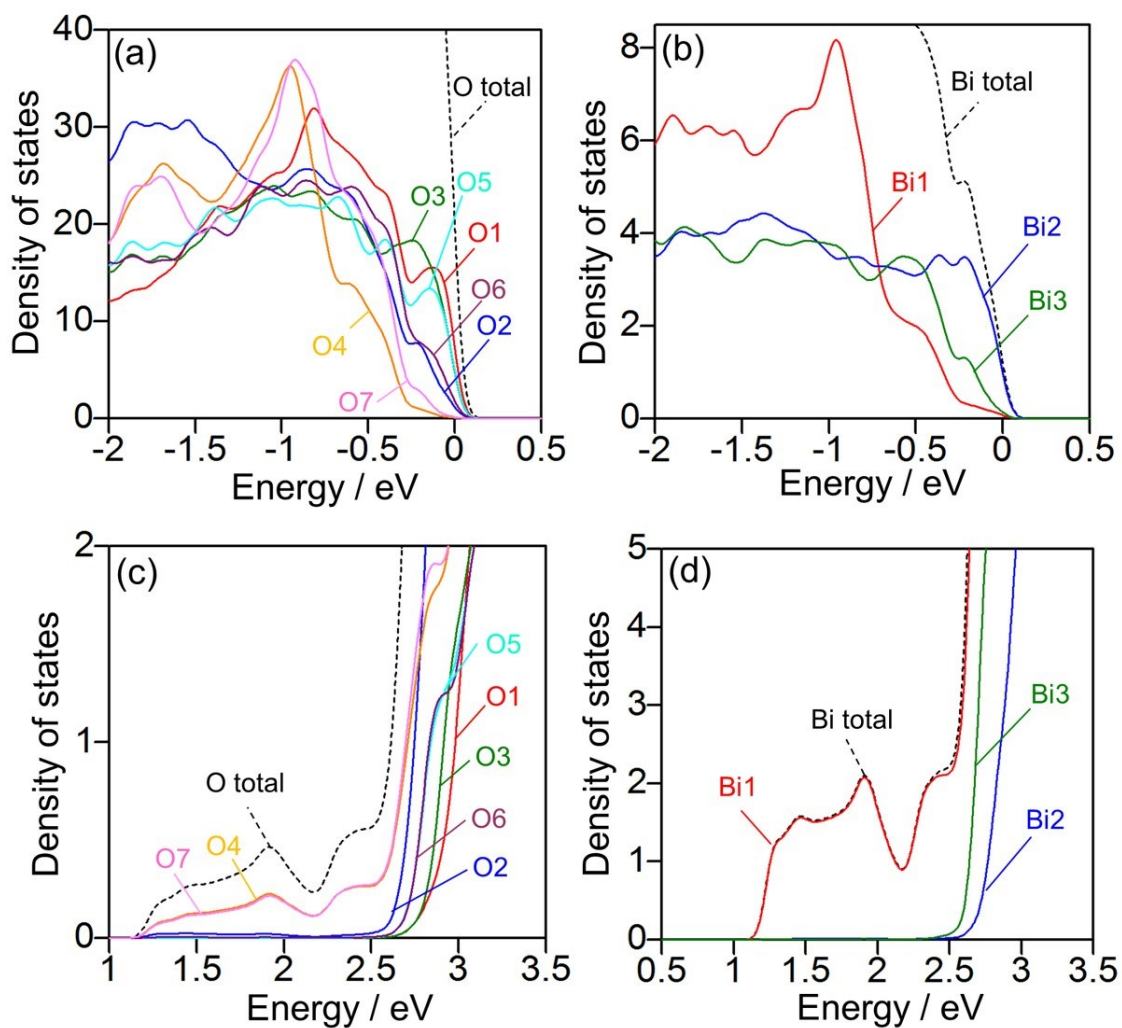 (a)
Density of states
40
30
20
10
0
O total
O3
O5
O1
O6
O2
O4
O7
-2
-1.5
-1
-0.5
0
0.5
Energy / eV
(b)
Density of states
8
6
4
2
0
Bi total
Bi1
Bi2
Bi3
-2
-1.5
-1
-0.5
0
0.5
Energy / eV
(c)
Density of states
2
1
0
O total
O7
O4
O5
O1
O3
O6
O2
1
1.5
2
2.5
3
3.5
Energy / eV
(d)
Density of states
5
4
3
2
1
0
Bi total
Bi1
Bi3
Bi2
0.5
1
1.5
2
2.5
3
3.5
Energy / eV